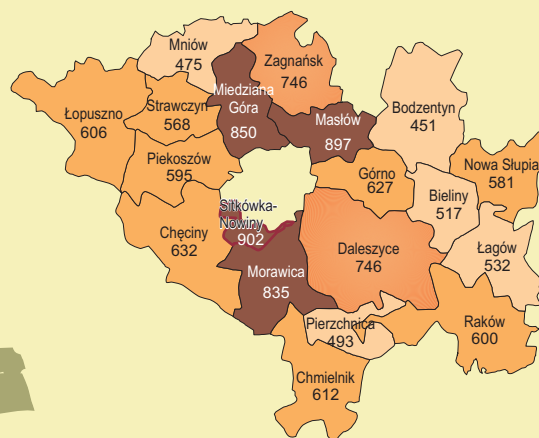 Mniów
475
Zagnańsk
746
Miedziana
Góra
850
Bodzentyn
451
Łopuszno
606
Strawczyn
568
Masłów
897
Piekoszów
595
Górno
627
Nowa Słupia
581
Bieliny
517
Sitkówka-
Nowiny
902
Chęciny
632
Daleszyce
746
Łagów
532
Morawica
835
Pierzchnica
493
Raków
600
Chmielnik
612